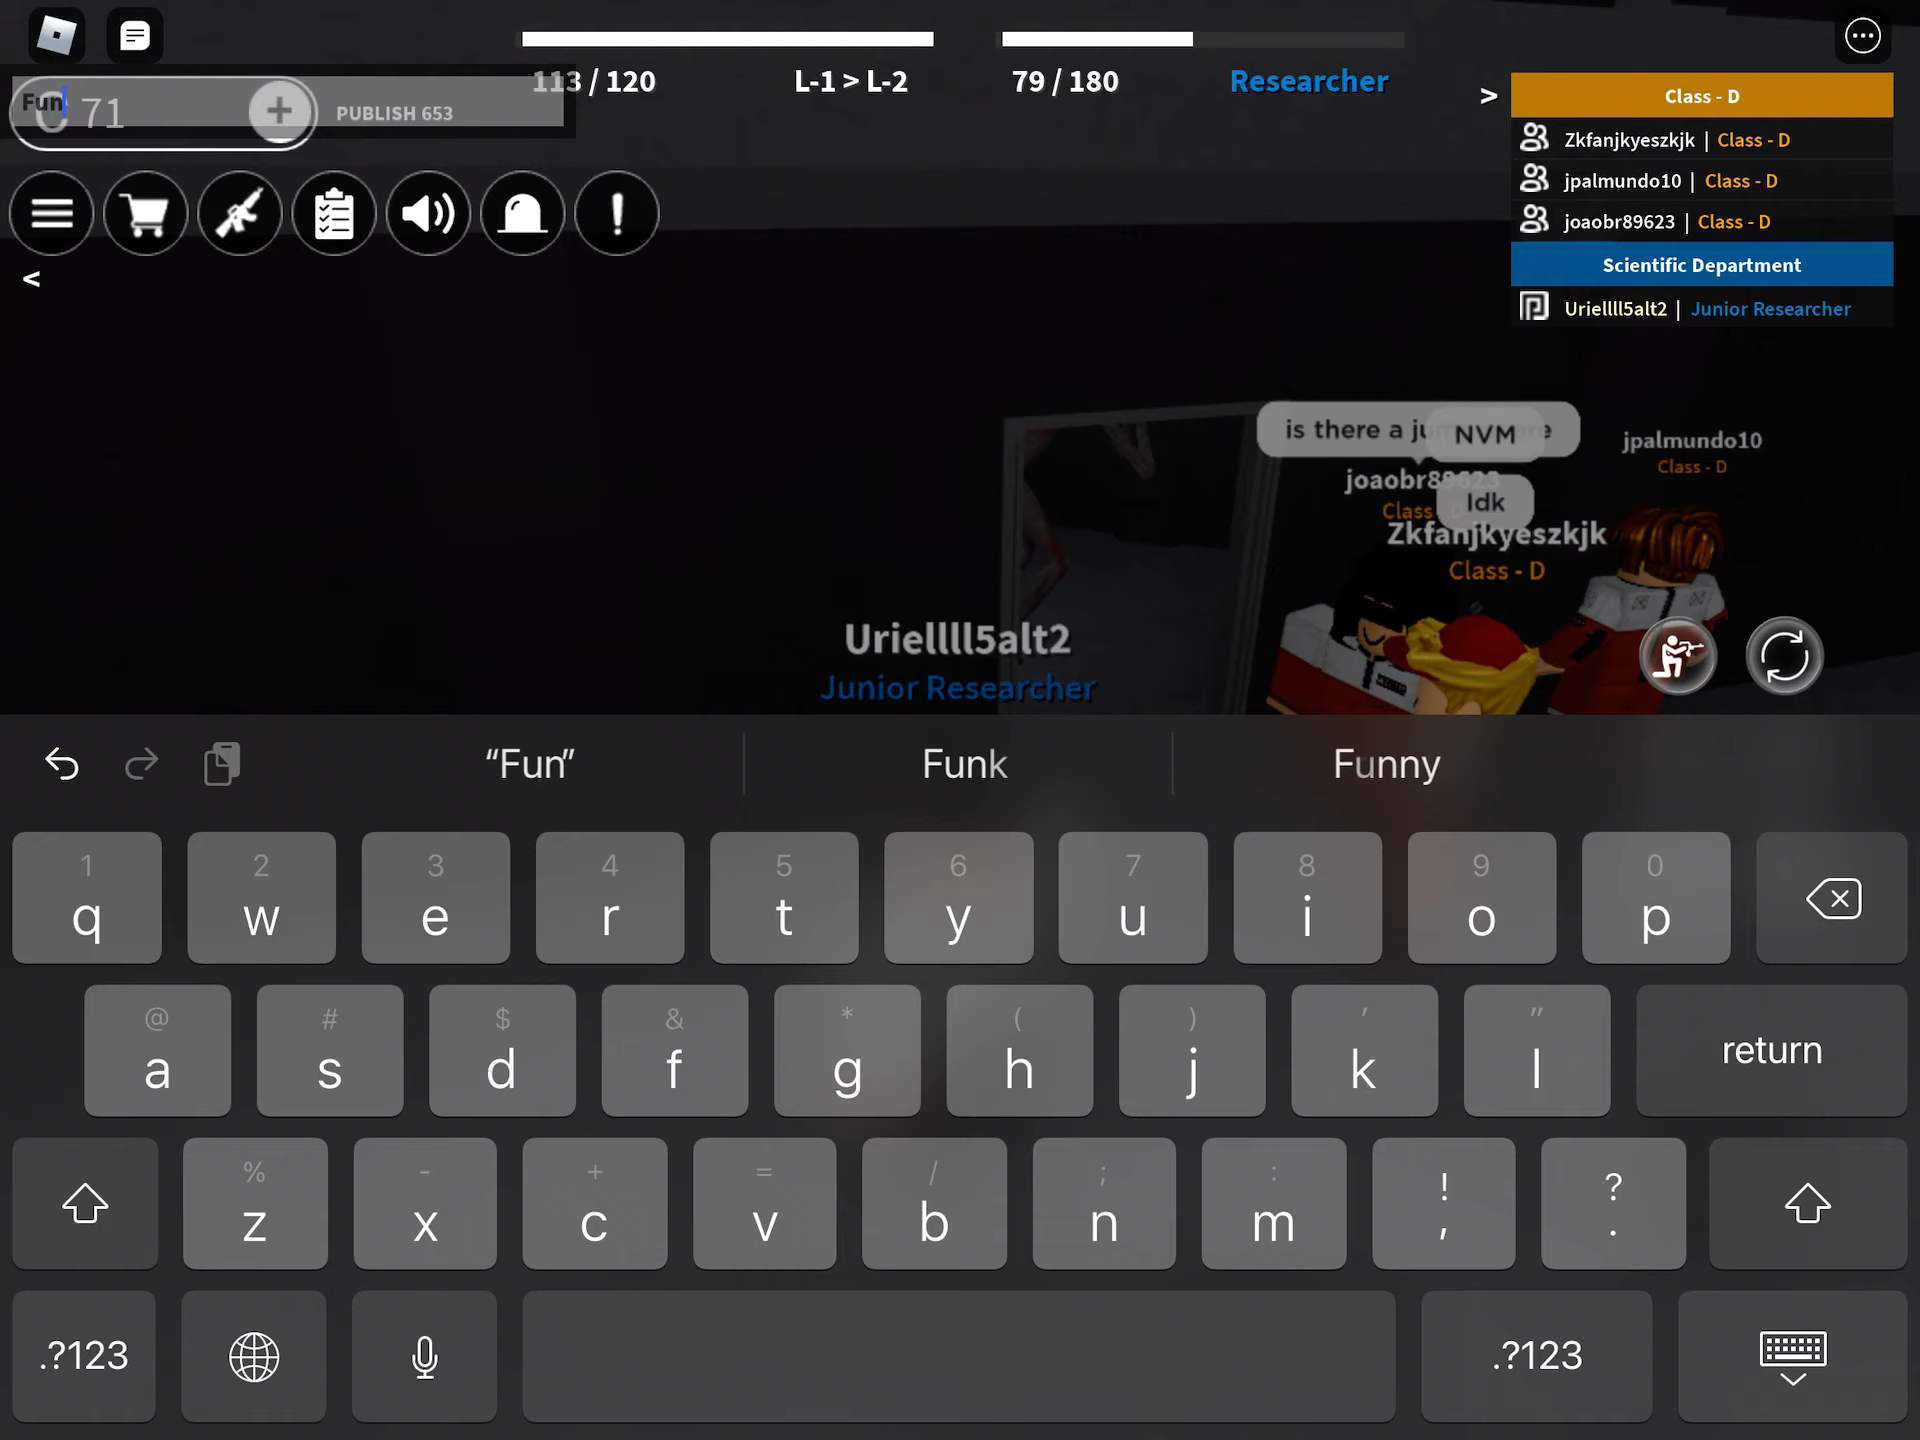 113 / 120
L-1 > L-2
79 / 180
Researcher
Fun
71
PUBLISH 653
>
Class - D
Zkfanjkyeszkjk | Class - D
jpalmundo10 | Class - D
joaobr89623 | Class - D
Scientific Department
Uriellll5alt2 | Junior Researcher
<
is there a
NVM
jpalmundo10
Class - D
joaobr89623
Class
Idk
Zkfanjkyeszkjk
Class - D
Uriellll5alt2
Junior Researcher
“Fun”
Funk
Funny
1 2 3 4 5 6 7 8 9 0
q w e r t y u i o p
@ # $ & * ( ) ' "
a s d f g h j k l return
% - + = / ; : ! ?
z x c v b n m , .
.?123 .?123